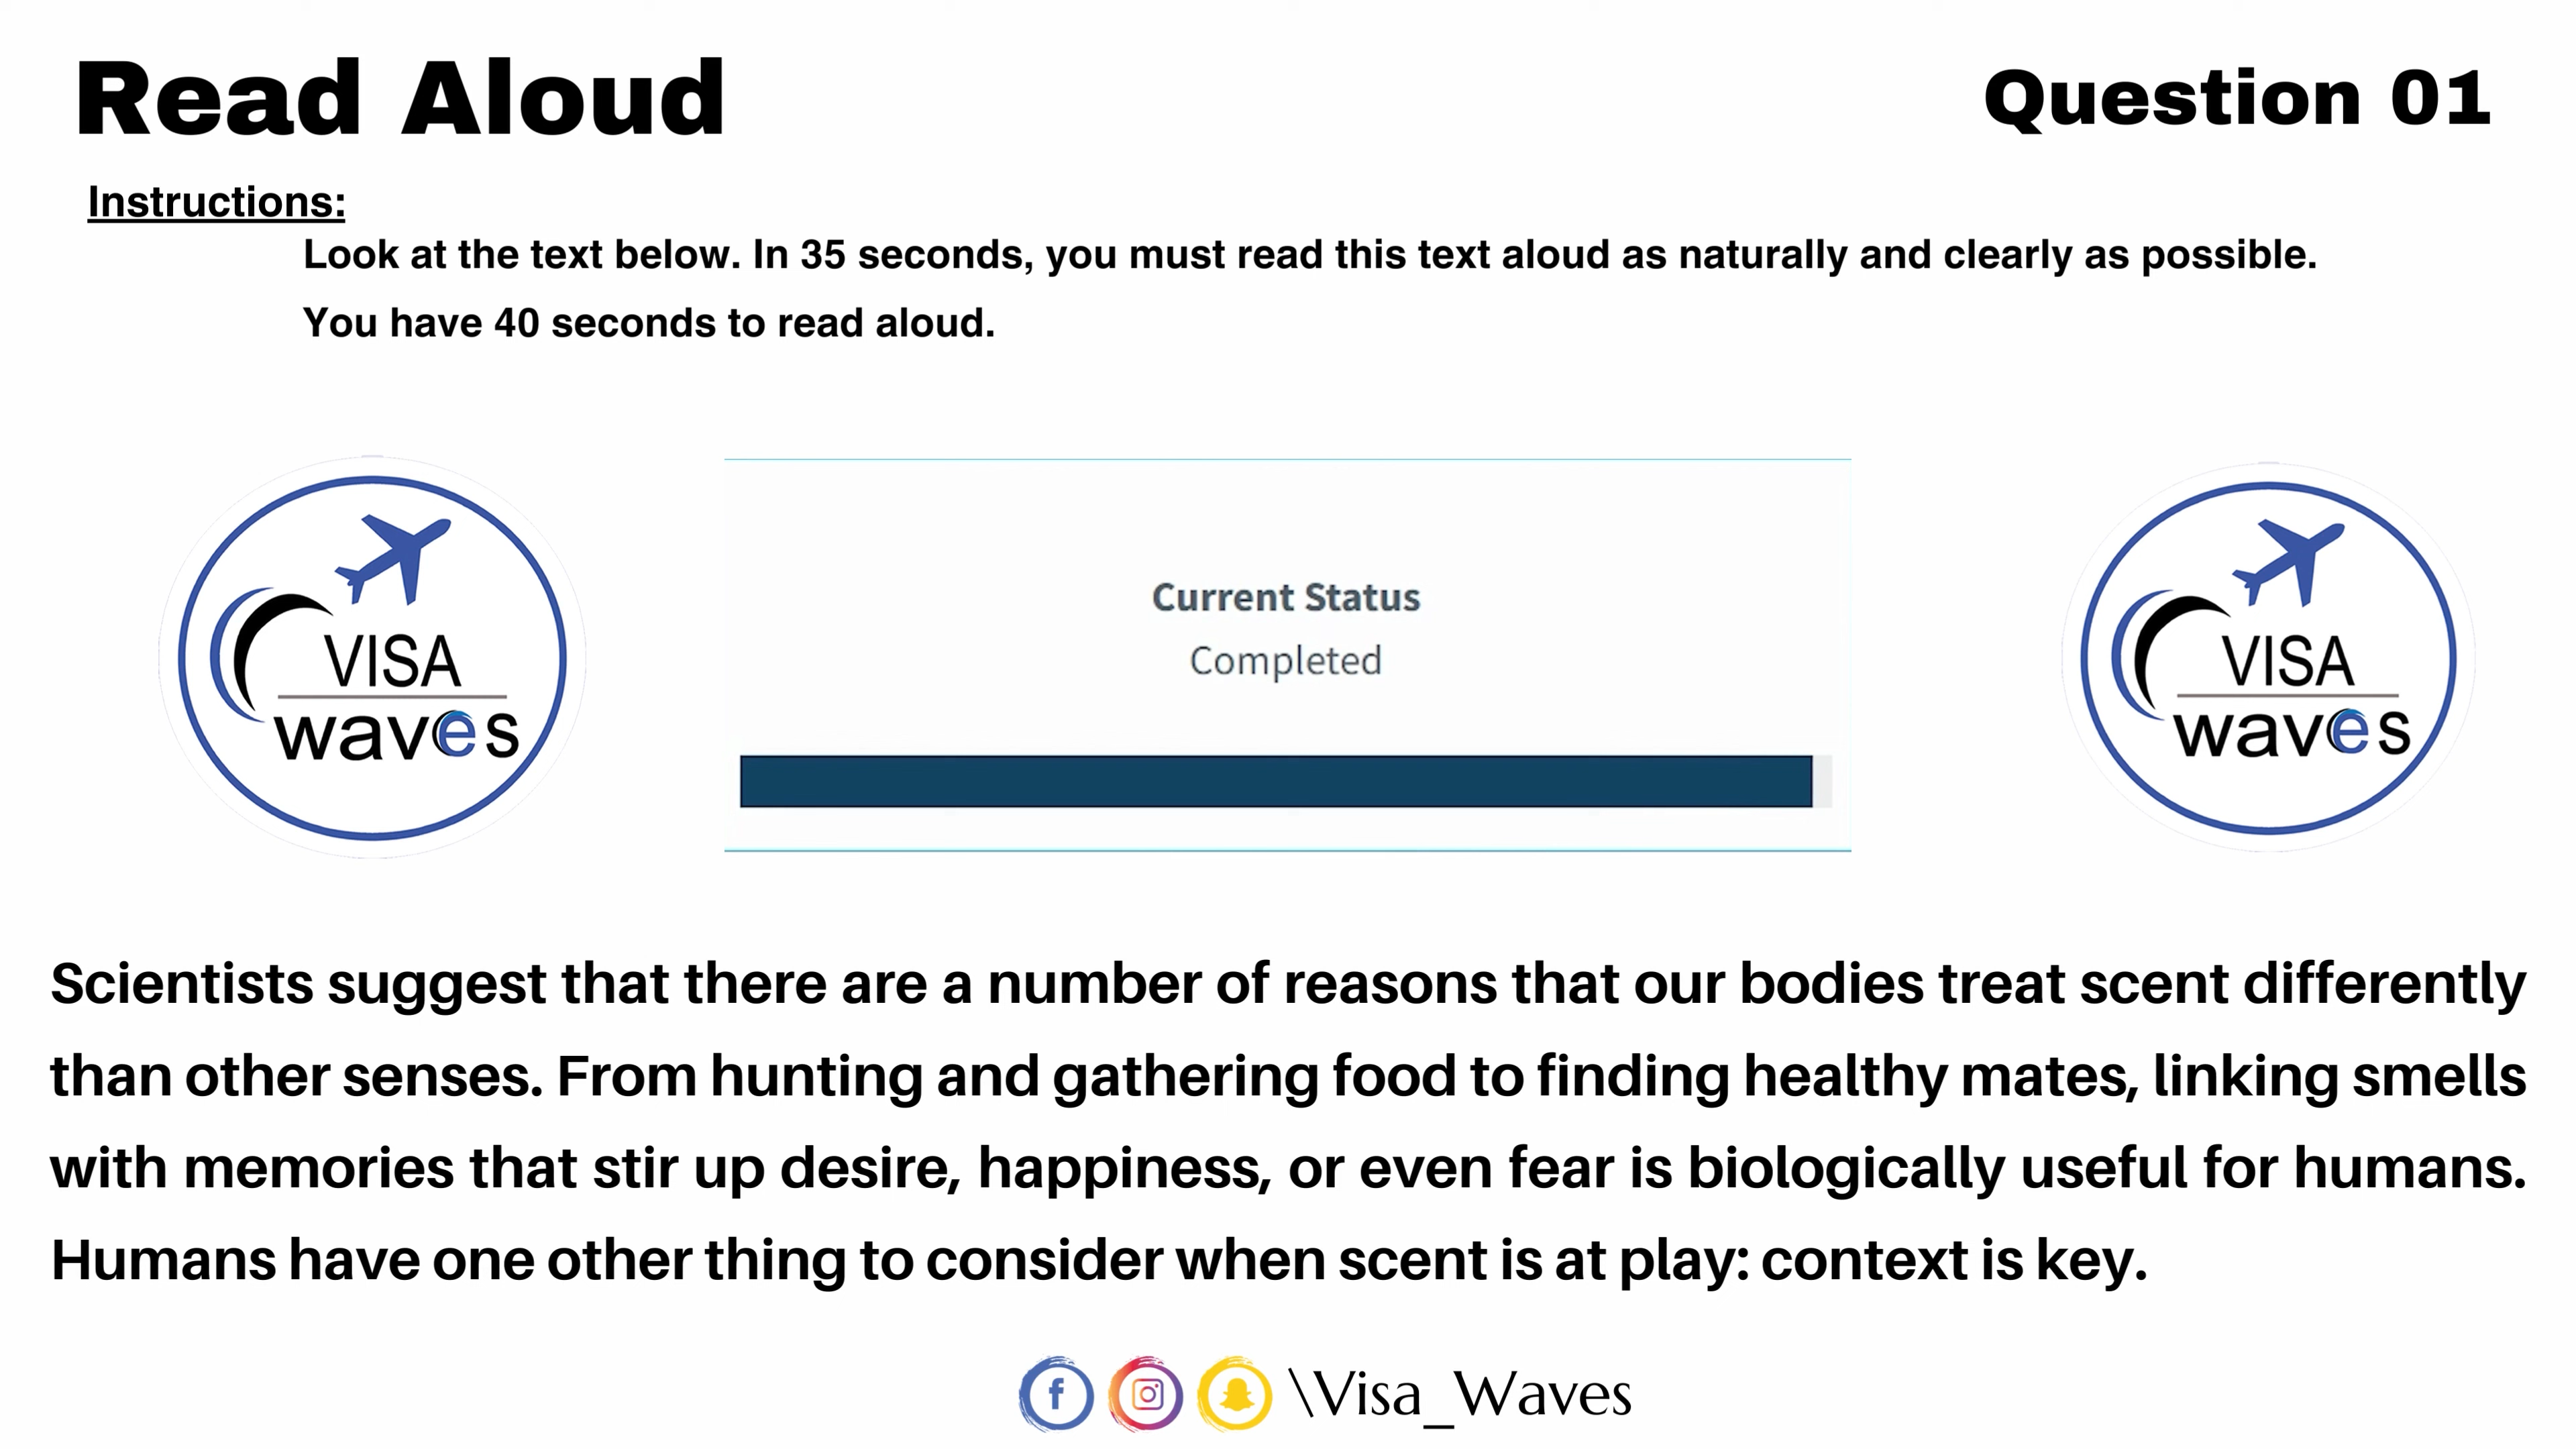 Read Aloud
Question 01
Instructions:
Look at the text below. In 35 seconds, you must read this text aloud as naturally and clearly as possible.
You have 40 seconds to read aloud.
VISA
waves
Current Status
Completed
VISA
waves
Scientists suggest that there are a number of reasons that our bodies treat scent differently
than other senses. From hunting and gathering food to finding healthy mates, linking smells
with memories that stir up desire, happiness, or even fear is biologically useful for humans.
Humans have one other thing to consider when scent is at play: context is key.
\Visa_Waves